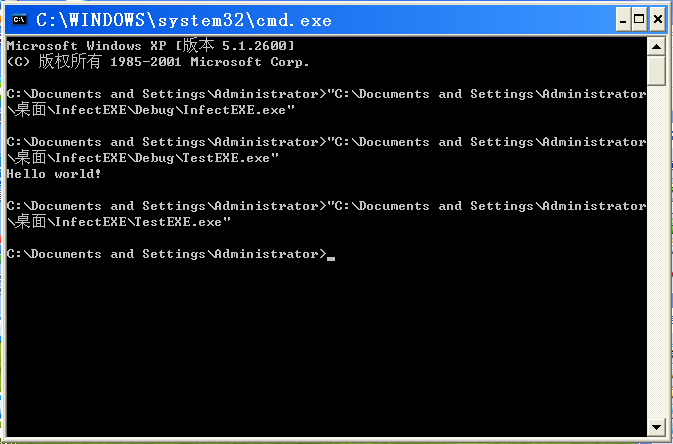 C:\WINDOWS\system32\cmd.exe
Microsoft Windows XP [版本 5.1.2600]
(C) 版权所有 1985-2001 Microsoft Corp.
C:\Documents and Settings\Administrator>"C:\Documents and Settings\Administrator
\桌面\InfectEXE\Debug\InfectEXE.exe"
C:\Documents and Settings\Administrator>"C:\Documents and Settings\Administrator
\桌面\InfectEXE\Debug\TestEXE.exe"
Hello world!
C:\Documents and Settings\Administrator>"C:\Documents and Settings\Administrator
\桌面\InfectEXE\TestEXE.exe"
C:\Documents and Settings\Administrator>